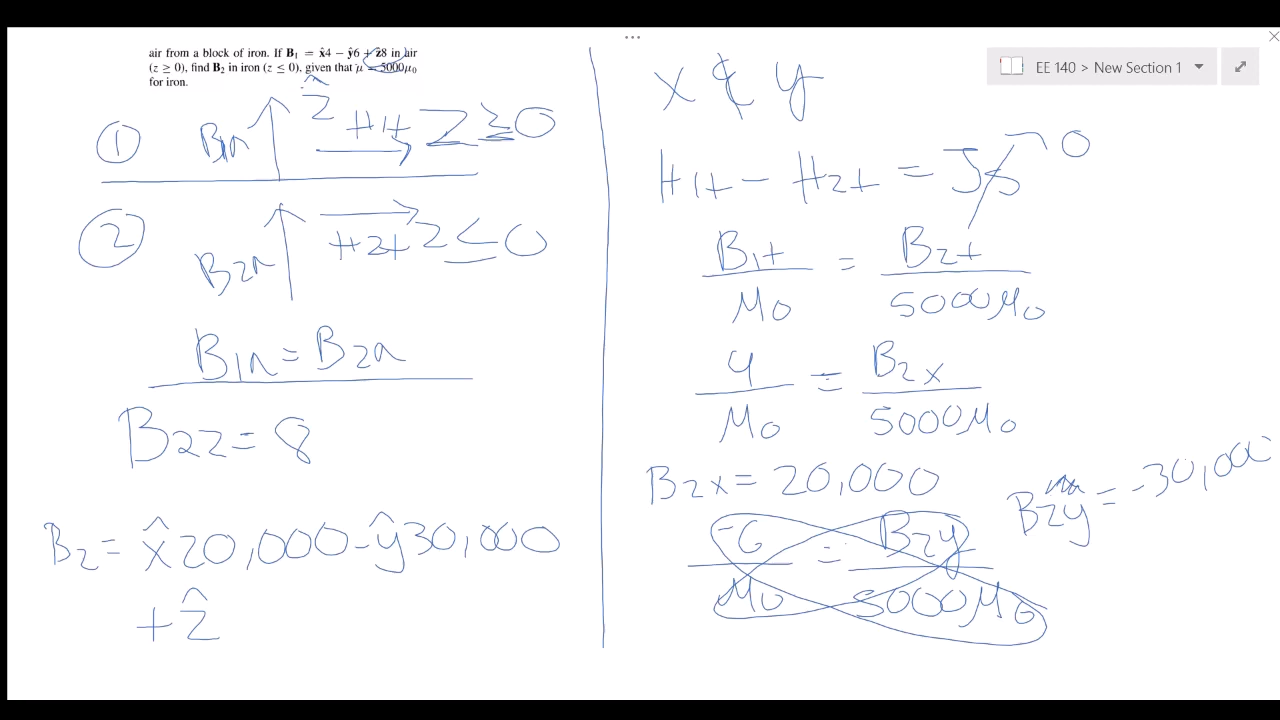 air from a block of iron. If B₁ = x̂4 − ŷ6 + ẑ8 in air
(z ≥ 0), find B₂ in iron (z ≤ 0), given that μ = 5000μ₀
for iron.
① B1n ẑ H1t Z ≥ 0
② B2n H2t Z ≤ 0
B1n = B2n
B2z = 8
B2 = x̂20,000 - ŷ30,000
+ ẑ
EE 140 > New Section 1
x & y
H1t - H2t = Js → 0
B1t / μ0 = B2t / 5000μ0
4 / μ0 = B2x / 5000μ0
B2x = 20,000
-6 / μ0 = B2y / 5000μ0
B2y = -30,000